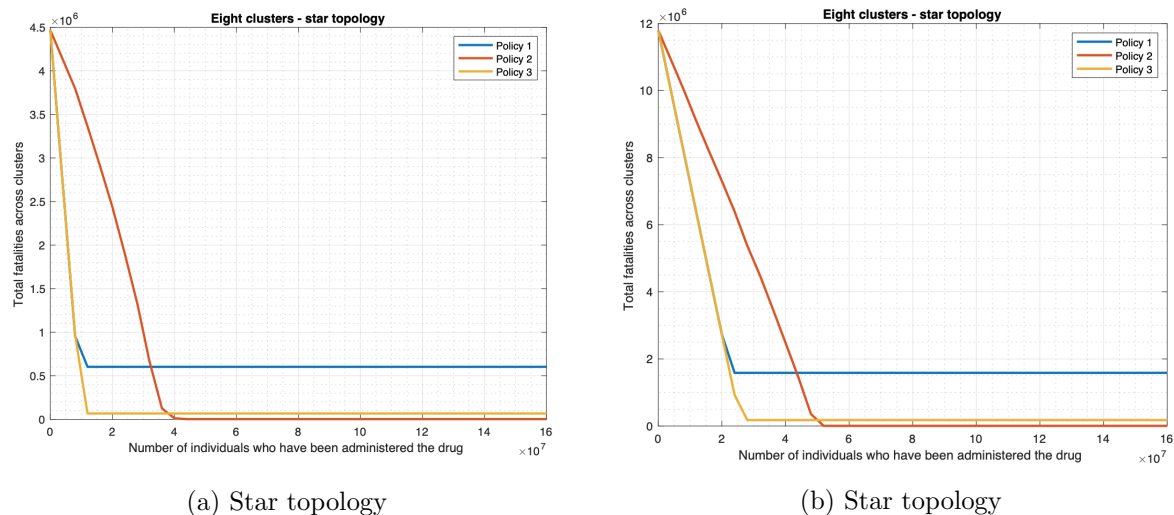 Eight clusters - star topology
×10^6
4.5
4
3.5
3
2.5
2
1.5
1
0.5
0
Total fatalities across clusters
Policy 1
Policy 2
Policy 3
0 2 4 6 8 10 12 14 16
Number of individuals who have been administered the drug
×10^7
(a) Star topology
Eight clusters - star topology
×10^6
12
10
8
6
4
2
0
Total fatalities across clusters
Policy 1
Policy 2
Policy 3
0 2 4 6 8 10 12 14 16
Number of individuals who have been administered the drug
×10^7
(b) Star topology